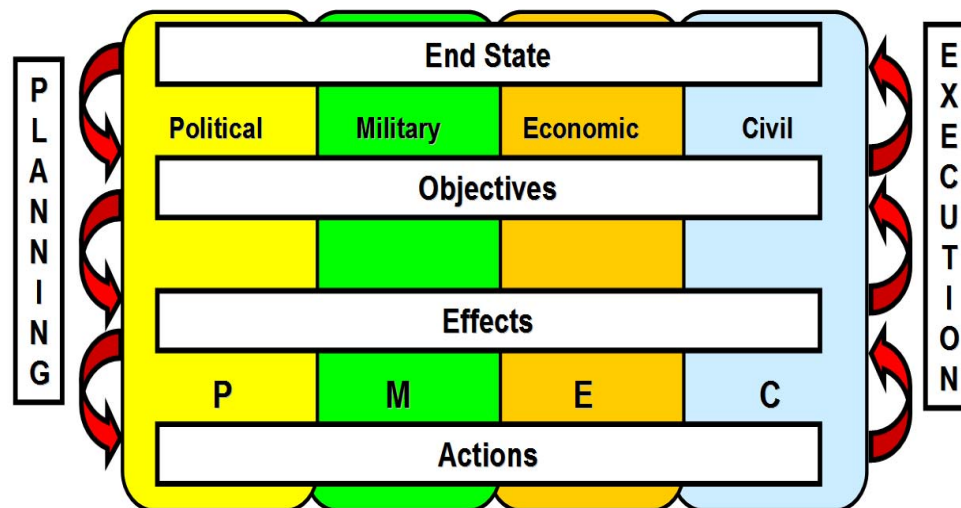 End State
Political Military Economic Civil
Objectives
Effects
P M E C
Actions
PLANNING
EXECUTION